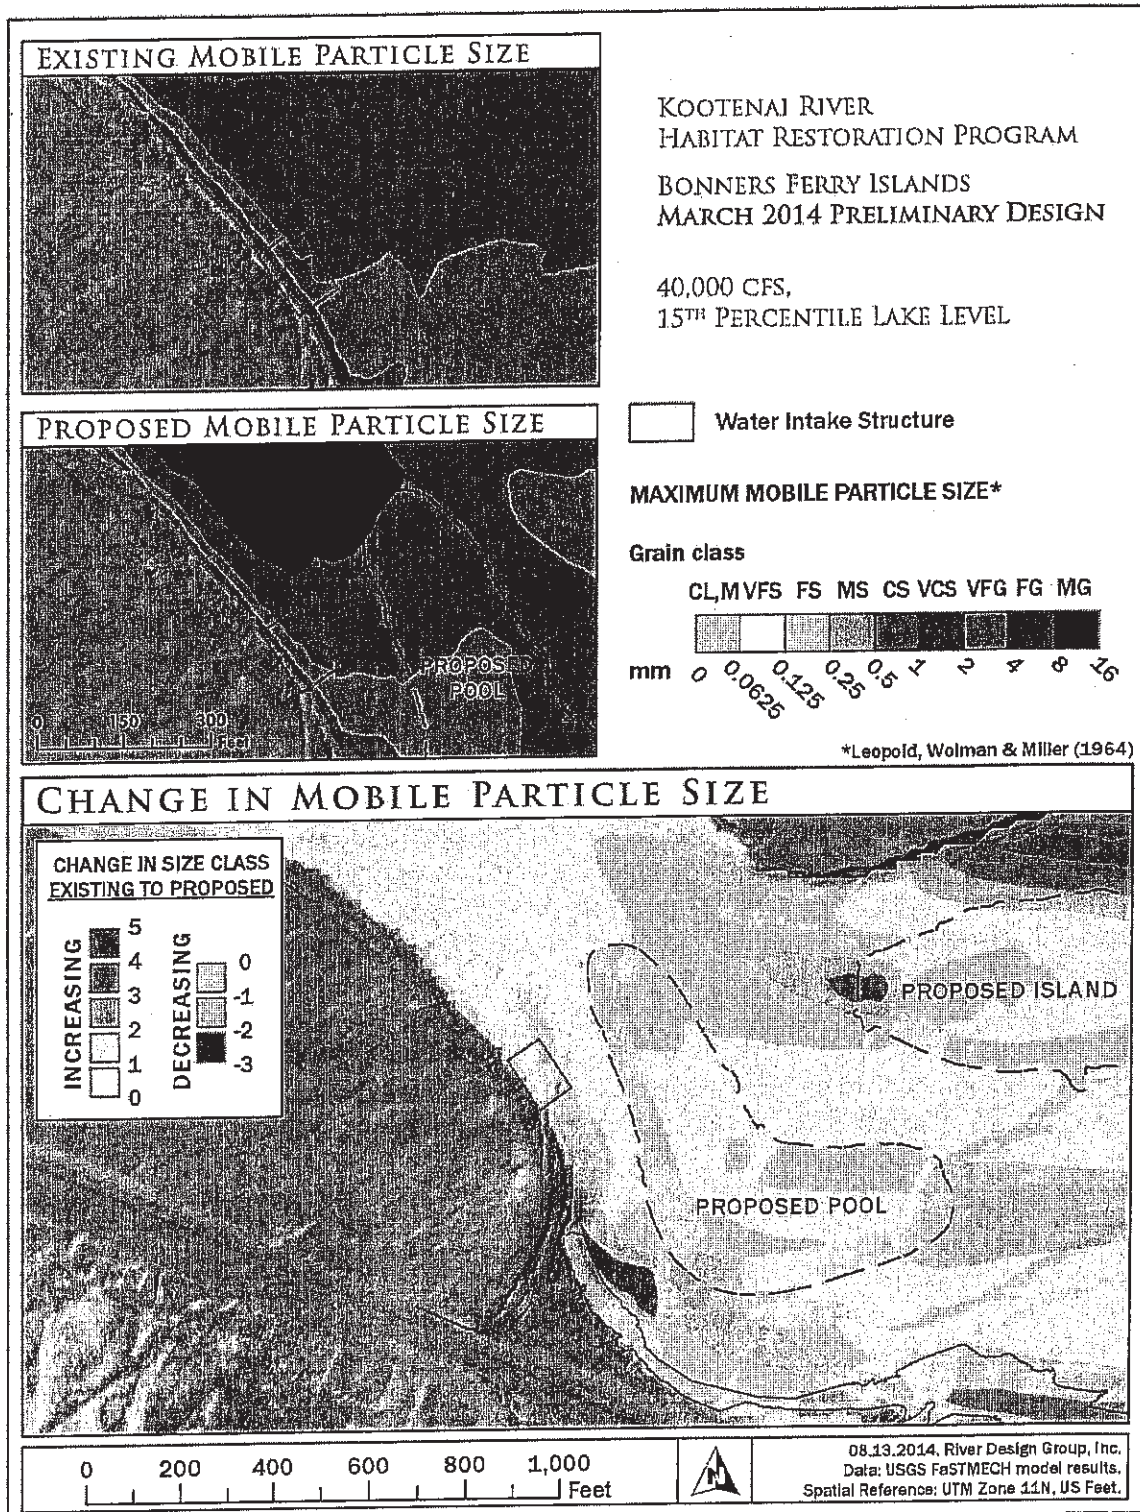 EXISTING MOBILE PARTICLE SIZE
KOOTENAI RIVER
HABITAT RESTORATION PROGRAM
BONNERS FERRY ISLANDS
MARCH 2014 PRELIMINARY DESIGN
40,000 CFS,
15TH PERCENTILE LAKE LEVEL
PROPOSED MOBILE PARTICLE SIZE
PROPOSED
POOL
0 150 300
Feet
Water Intake Structure
MAXIMUM MOBILE PARTICLE SIZE*
Grain class
CL,M VFS FS MS CS VCS VFG FG MG
mm 0 0.0625 0.125 0.25 0.5 1 2 4 8 16
*Leopold, Wolman & Miller (1964)
CHANGE IN MOBILE PARTICLE SIZE
CHANGE IN SIZE CLASS
EXISTING TO PROPOSED
INCREASING
5
4
3
2
1
0
DECREASING
0
-1
-2
-3
PROPOSED ISLAND
PROPOSED POOL
0 200 400 600 800 1,000
Feet
N
08.13.2014, River Design Group, Inc.
Data: USGS FaSTMECH model results.
Spatial Reference: UTM Zone 11N, US Feet.